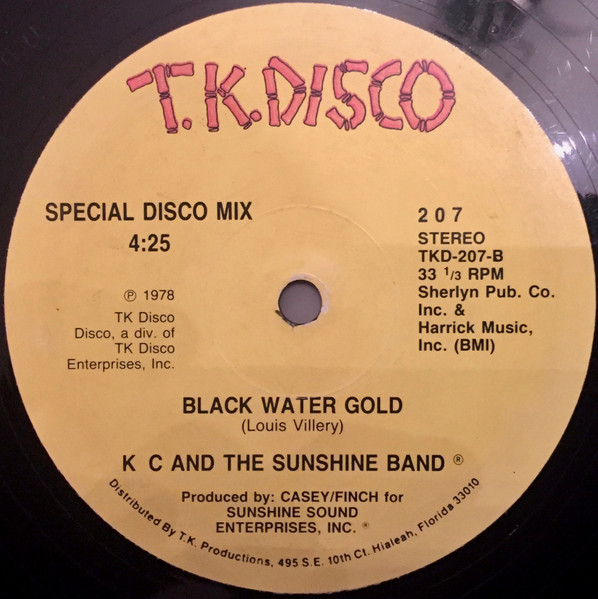 T.K.DISCO
SPECIAL DISCO MIX
4:25
℗ 1978
TK Disco
Disco, a div. of
TK Disco
Enterprises, Inc.
207
STEREO
TKD-207-B
33 1/3 RPM
Sherlyn Pub. Co.
Inc. &
Harrick Music,
Inc. (BMI)
BLACK WATER GOLD
(Louis Villery)
K C AND THE SUNSHINE BAND ®
Produced by: CASEY/FINCH for
SUNSHINE SOUND
ENTERPRISES, INC. ®
Distributed By T.K. Productions, 495 S.E. 10th Ct. Hialeah, Florida 33010